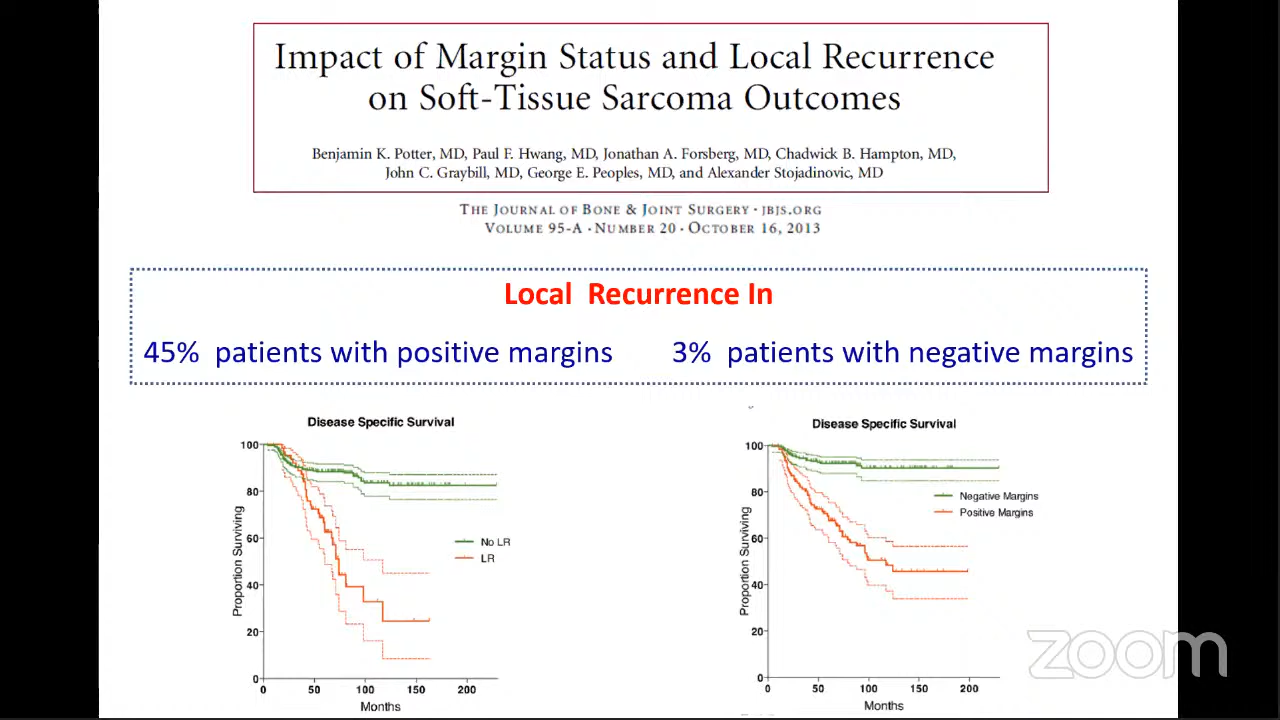 Impact of Margin Status and Local Recurrence
on Soft-Tissue Sarcoma Outcomes
Benjamin K. Potter, MD, Paul F. Hwang, MD, Jonathan A. Forsberg, MD, Chadwick B. Hampton, MD,
John C. Graybill, MD, George E. Peoples, MD, and Alexander Stojadinovic, MD
THE JOURNAL OF BONE & JOINT SURGERY · JBJS.ORG
VOLUME 95-A · NUMBER 20 · OCTOBER 16, 2013
Local Recurrence In
45% patients with positive margins 3% patients with negative margins
Disease Specific Survival
Proportion Surviving
100
80
60
40
20
0
0 50 100 150 200
Months
No LR
LR
Disease Specific Survival
Proportion Surviving
100
80
60
40
20
0
0 50 100 150 200
Months
Negative Margins
Positive Margins
zoom